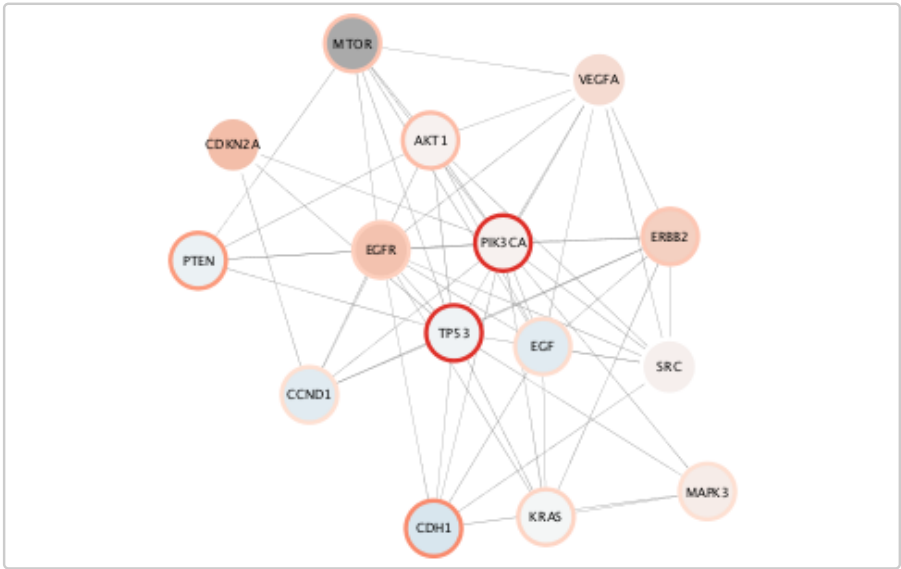 MTOR
VEGFA
AKT1
CDKN2A
ERBB2
PIK3CA
EGFR
PTEN
TP53
EGF
SRC
CCND1
MAPK3
KRAS
CDH1